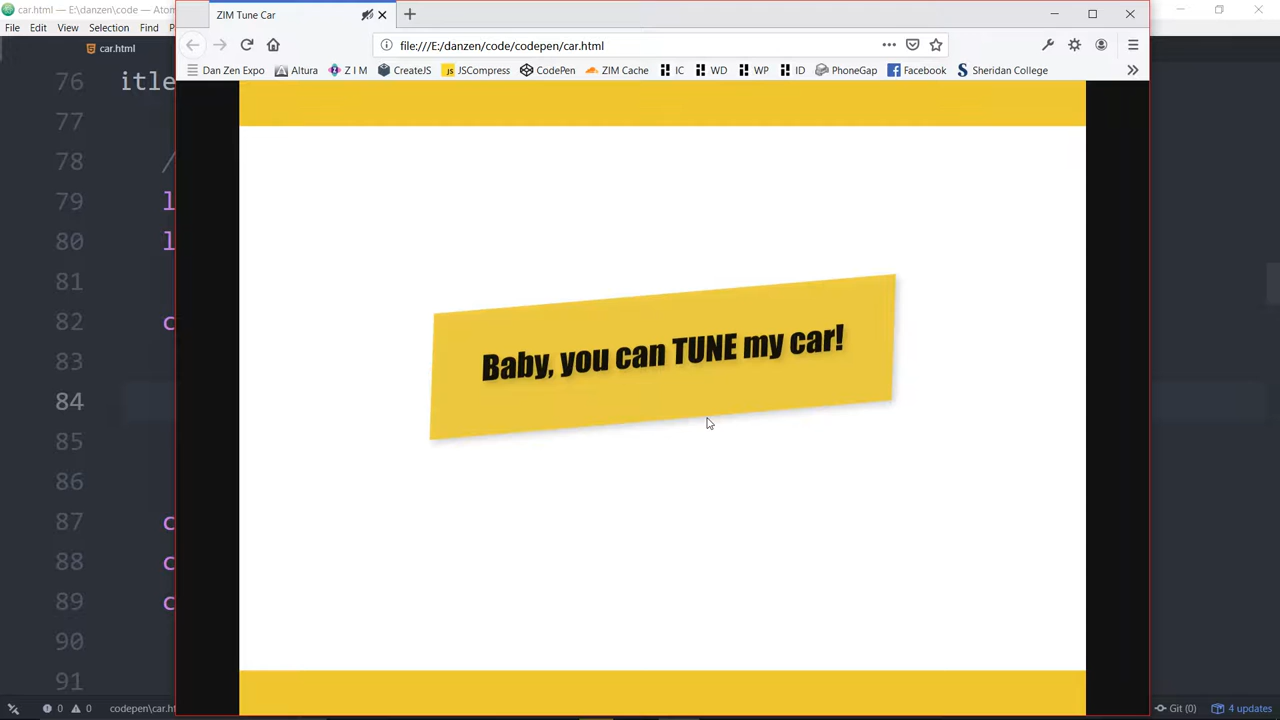 car.html — E:\danzen\code — Atom
File Edit View Selection Find
car.html
76 itle
77
78 /
79 l
80 l
81
82 c
83
84
85
86
87 c
88 c
89 c
90
91
ZIM Tune Car
file:///E:/danzen/code/codepen/car.html
Dan Zen Expo Altura Z I M CreateJS JSCompress CodePen ZIM Cache IC WD WP ID PhoneGap Facebook Sheridan College
Baby, you can TUNE my car!
0 0 codepen\car.ht
Git (0) 4 updates